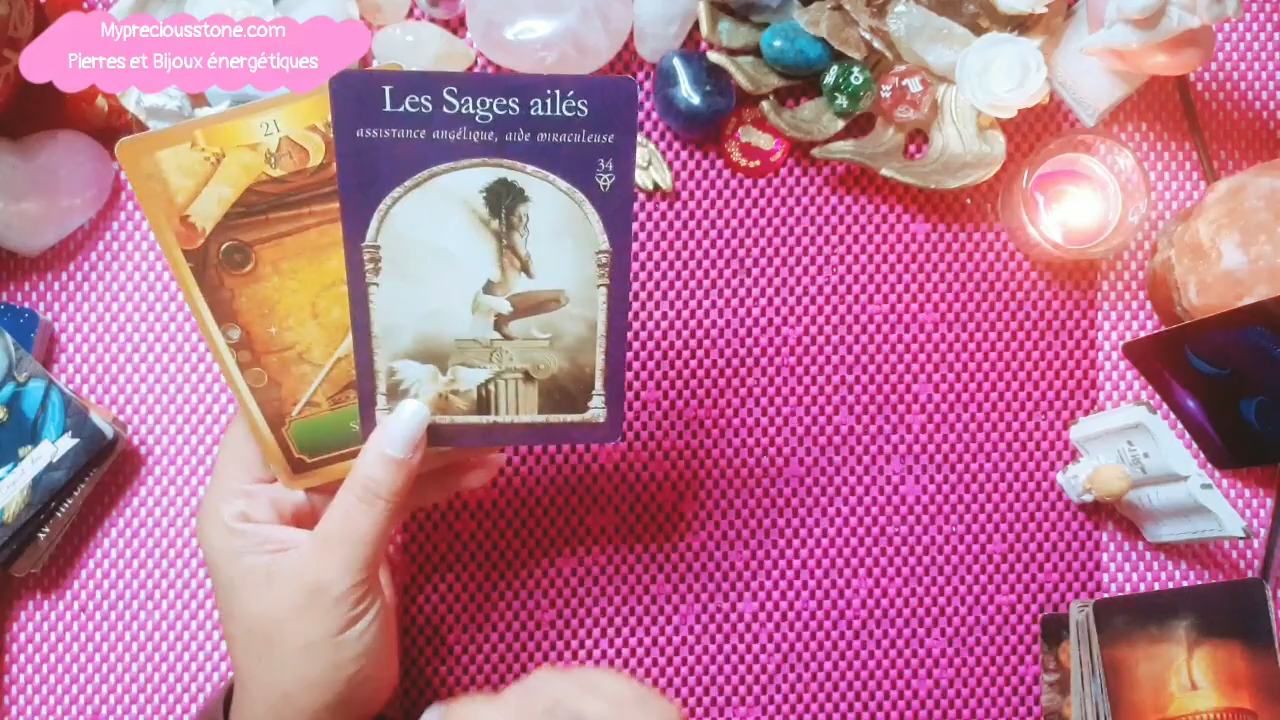 Mypreciousstone.com
Pierres et Bijoux énergétiques
21
Les Sages ailés
assistance angélique, aide miraculeuse
34